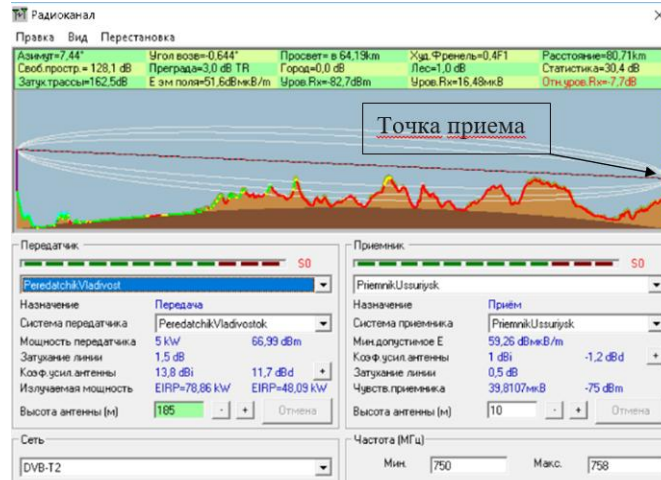 Радиоканал
Правка Вид Перестановка
Азимут=7,44° Угол возв=-0,644° Просвет= в 64,19km Худ.Френель=0,4F1 Расстояние=80,71km
Своб.простр.= 128,1 dB Преграда=3,0 dB TR Город=0,0 dB Лес=1,0 dB Статистика=30,4 dB
Затух.трассы=162,5dB E эм поля=51,6dBмкВ/m Уров.Rx=-82,7dBm Уров.Rx=16,48мкВ Отн.уров.Rx=-7,7dB
Точка приема
Передатчик Приемник
S0 S0
PeredatchikVladivost PriemnikUssuriysk
Назначение Передача Назначение Приём
Система передатчика PeredatchikVladivostok Система приемника PriemnikUssuriysk
Мощность передатчика 5 kW 66,99 dBm Мин.допустимое E 59,26 dBмкВ/m
Затухание линии 1,5 dB Коэф.усил.антенны 1 dBi -1,2 dBd +
Коэф.усил.антенны 13,8 dBi 11,7 dBd + Затухание линии 0,5 dB
Излучаемая мощность EIRP=78,86 kW ERP=48,09 kW Чувств.приемника 39,8107мкВ -75 dBm
Высота антенны (м) 185 - + Отмена Высота антенны (м) 10 - + Отмена
Сеть Частота (МГц)
DVB-T2 Мин. 750 Макс. 758